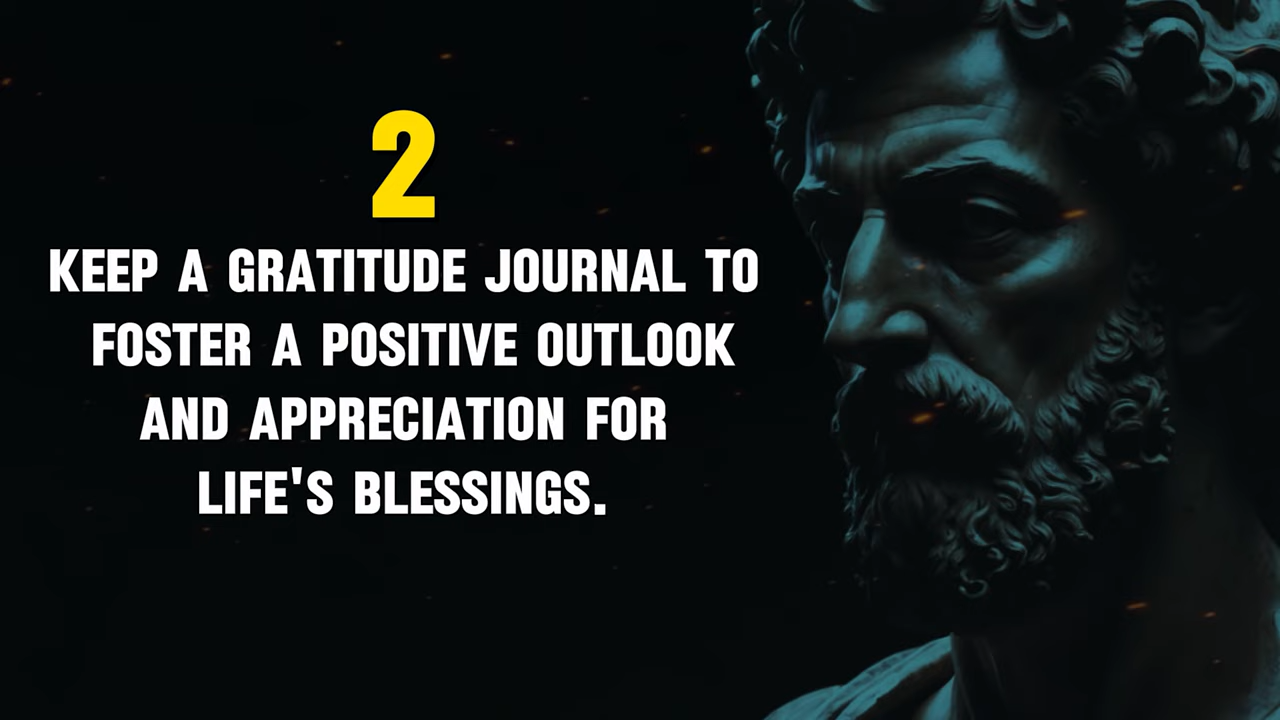 2
KEEP A GRATITUDE JOURNAL TO
FOSTER A POSITIVE OUTLOOK
AND APPRECIATION FOR
LIFE'S BLESSINGS.